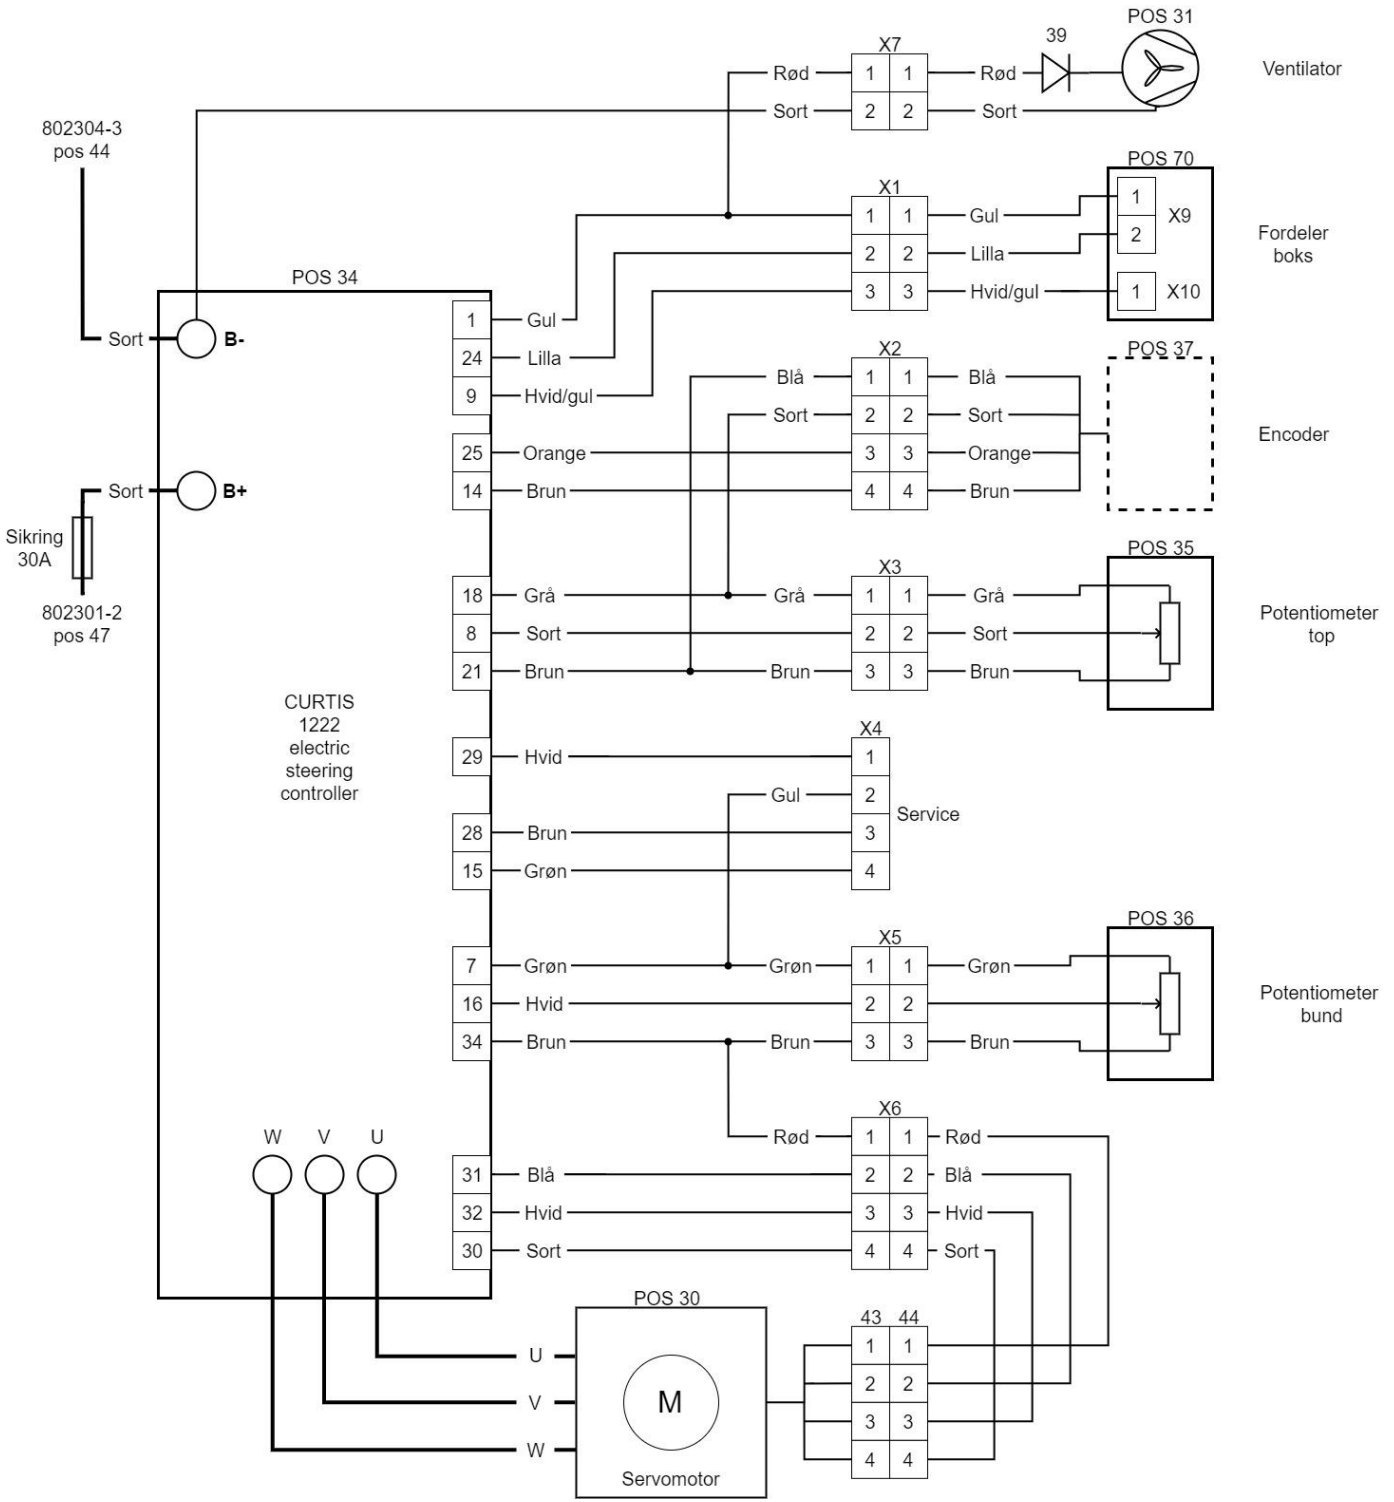 POS 31
39
X7
Rød 1 1 Rød
Ventilator
Sort 2 2 Sort
802304-3
pos 44
POS 70
X1
1 X9
Gul
1 1 Gul
2
Lilla
2 2 Lilla
Fordeler
boks
3 3 Hvid/gul 1 X10
POS 34
1 Gul
Sort B-
24 Lilla
9 Hvid/gul
X2
POS 37
Blå 1 1 Blå
Sort 2 2 Sort
Encoder
25 Orange 3 3 Orange
14 Brun 4 4 Brun
Sort B+
Sikring
30A
802301-2
pos 47
POS 35
X3
18 Grå Grå 1 1 Grå
8 Sort 2 2 Sort
21 Brun Brun 3 3 Brun
Potentiometer
top
CURTIS
1222
electric
steering
controller
X4
29 Hvid 1
Gul 2
Service
28 Brun 3
15 Grøn 4
POS 36
X5
7 Grøn Grøn 1 1 Grøn
16 Hvid 2 2
34 Brun Brun 3 3 Brun
Potentiometer
bund
X6
W V U
Rød 1 1 Rød
31 Blå 2 2 Blå
32 Hvid 3 3 Hvid
30 Sort 4 4 Sort
POS 30
43 44
U
V
W
M
Servomotor
1 1
2 2
3 3
4 4